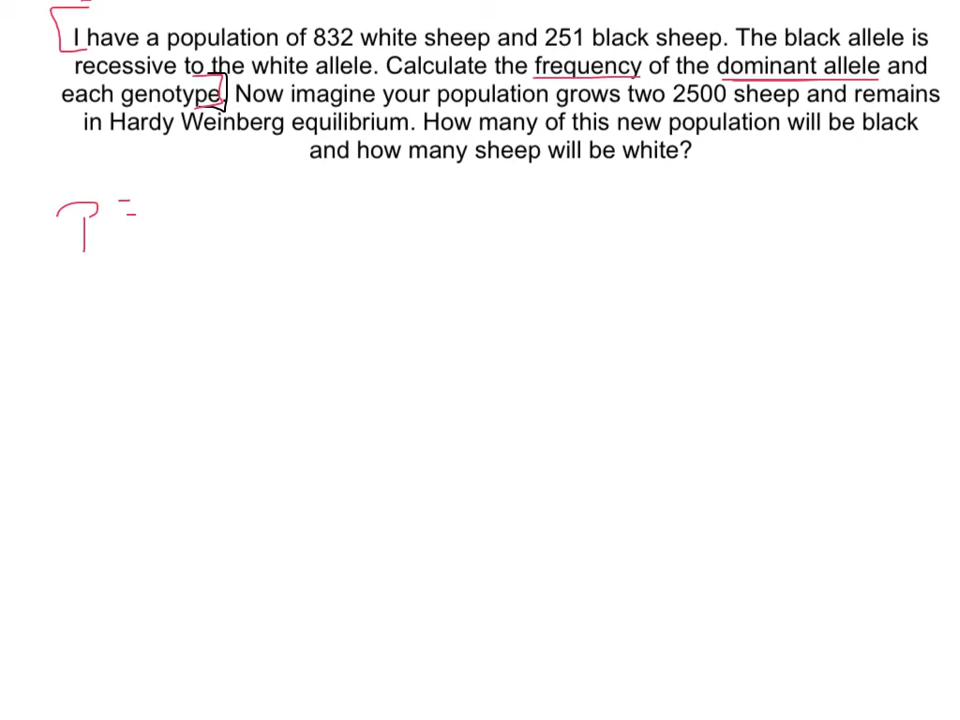 I have a population of 832 white sheep and 251 black sheep. The black allele is
recessive to the white allele. Calculate the frequency of the dominant allele and
each genotype. Now imagine your population grows two 2500 sheep and remains
in Hardy Weinberg equilibrium. How many of this new population will be black
and how many sheep will be white?
P =